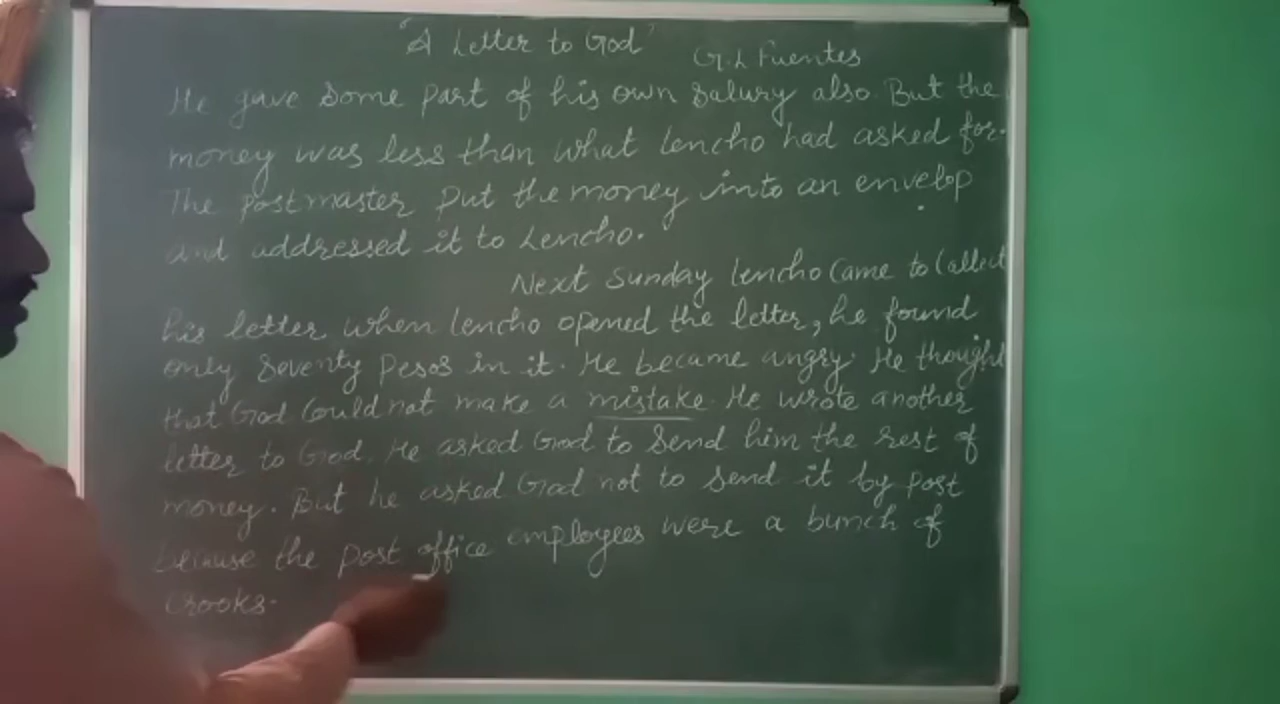 "A Letter to God"
G.L Fuentes
He gave some part of his own salury also. But the
money was less than what lencho had asked for.
The postmaster put the money into an envelop
and addressed it to Lencho.
Next Sunday lencho came to Callect
his letter when lencho opened the letter, he found
only Seventy Pesos in it. He became angry. He thought
that God Could not make a mistake. He wrote another
letter to God. He asked God to Send him the rest of
money. But he asked God not to send it by post
because the post office employees were a bunch of
Crooks.